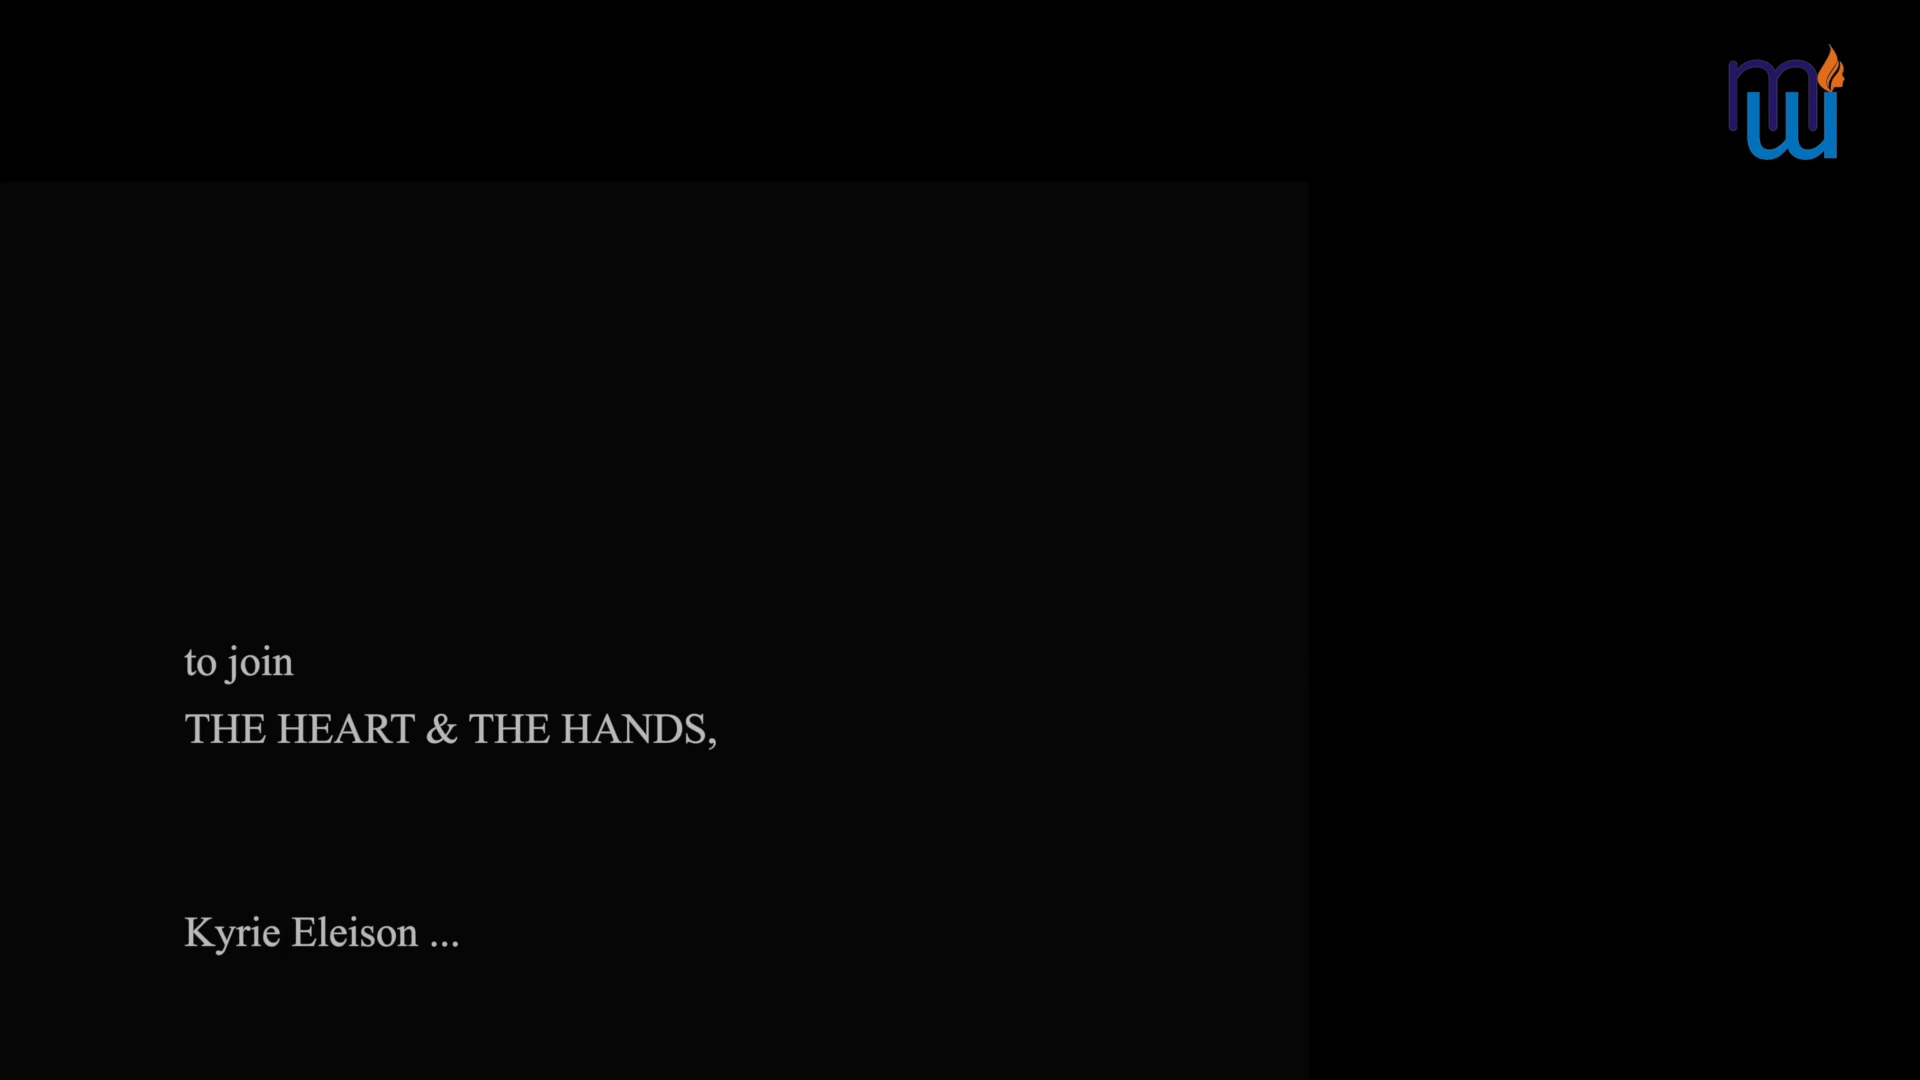 to join
THE HEART & THE HANDS,
Kyrie Eleison ...